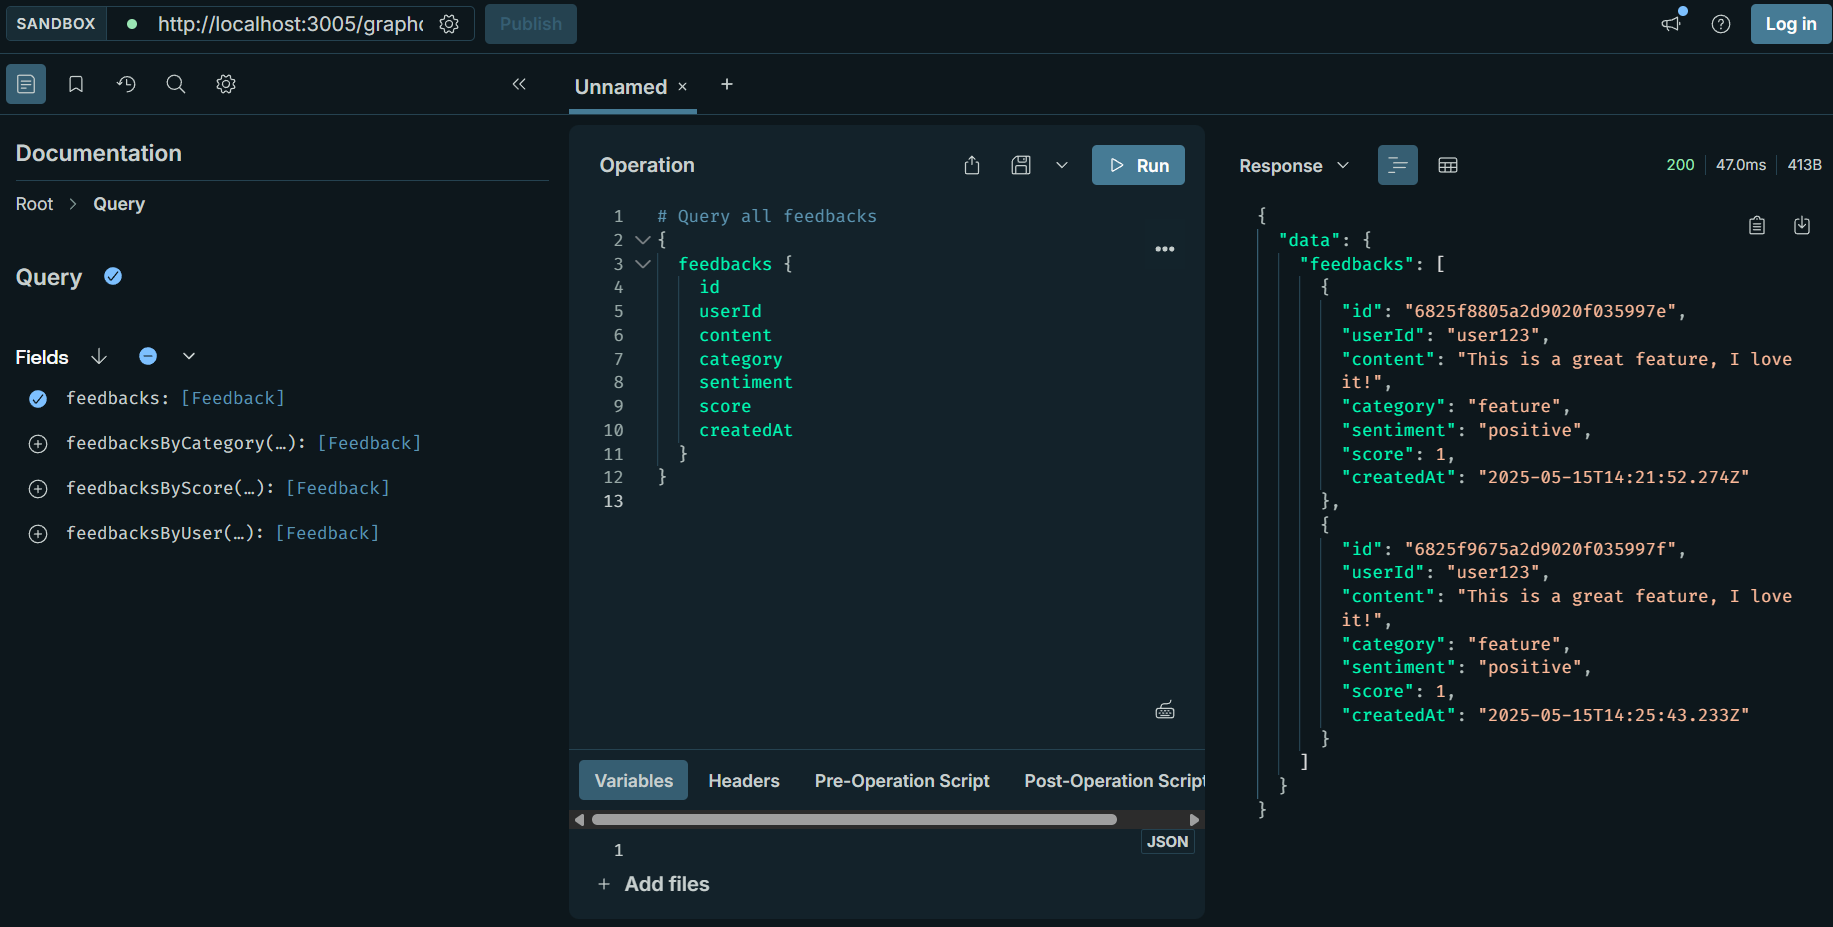 SANDBOX
http://localhost:3005/graphq
Publish
Log in
Unnamed
Documentation
Root > Query
Query
Fields
feedbacks: [Feedback]
feedbacksByCategory(…): [Feedback]
feedbacksByScore(…): [Feedback]
feedbacksByUser(…): [Feedback]
Operation
Run
1 # Query all feedbacks
2 {
3 feedbacks {
4 id
5 userId
6 content
7 category
8 sentiment
9 score
10 createdAt
11 }
12 }
13
Variables Headers Pre-Operation Script Post-Operation Script
JSON
1
+ Add files
Response
200 47.0ms 413B
{
"data": {
"feedbacks": [
{
"id": "6825f8805a2d9020f035997e",
"userId": "user123",
"content": "This is a great feature, I love
it!",
"category": "feature",
"sentiment": "positive",
"score": 1,
"createdAt": "2025-05-15T14:21:52.274Z"
},
{
"id": "6825f9675a2d9020f035997f",
"userId": "user123",
"content": "This is a great feature, I love
it!",
"category": "feature",
"sentiment": "positive",
"score": 1,
"createdAt": "2025-05-15T14:25:43.233Z"
}
]
}
}